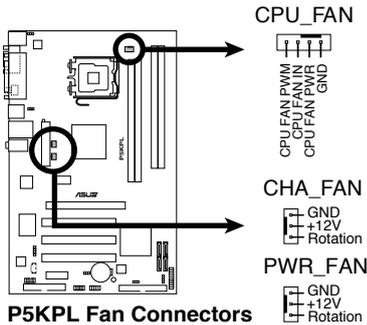 CPU_FAN
CPU FAN PWM
CPU FAN IN
CPU FAN PWR
GND
P5KPL
ASUS
CHA_FAN
GND
+12V
Rotation
PWR_FAN
GND
+12V
Rotation
P5KPL Fan Connectors